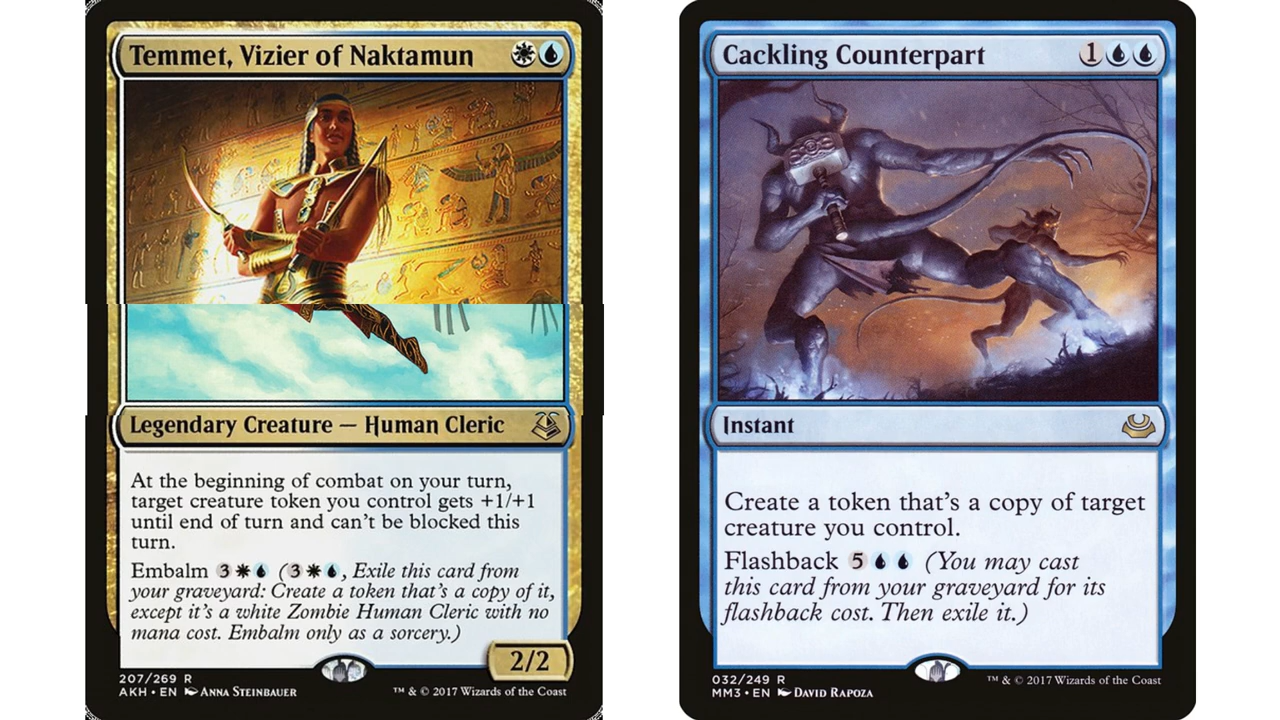 Temmet, Vizier of Naktamun
Legendary Creature — Human Cleric
At the beginning of combat on your turn,
target creature token you control gets +1/+1
until end of turn and can't be blocked this
turn.
Embalm 3 (3, Exile this card from
your graveyard: Create a token that's a copy of it,
except it's a white Zombie Human Cleric with no
mana cost. Embalm only as a sorcery.)
2/2
207/269 R
AKH • EN Anna Steinbauer
™ & © 2017 Wizards of the Coast
Cackling Counterpart 1
Instant
Create a token that's a copy of target
creature you control.
Flashback 5 (You may cast
this card from your graveyard for its
flashback cost. Then exile it.)
032/249 R
MM3 • EN David Rapoza
™ & © 2017 Wizards of the Coast